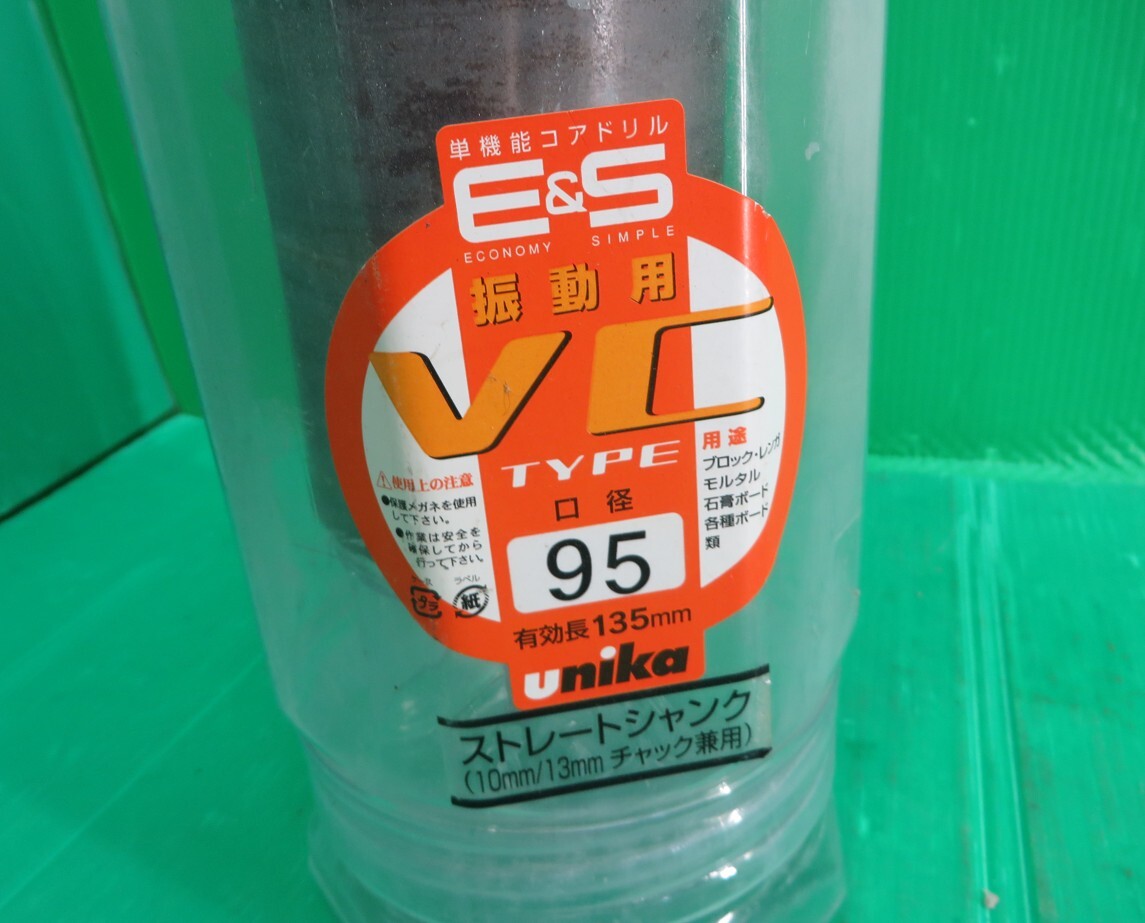 単機能コアドリル
E&S
ECONOMY SIMPLE
振動用
VC
TYPE
口径
95
有効長135mm
unika
⚠使用上の注意
●保護メガネを使用
して下さい。
●作業は安全を
確保してから
行って下さい。
プラ
ラベル
紙
用途
ブロック・レンガ
モルタル
石膏ボード
各種ボード
類
ストレートシャンク
(10mm/13mm チャック兼用)